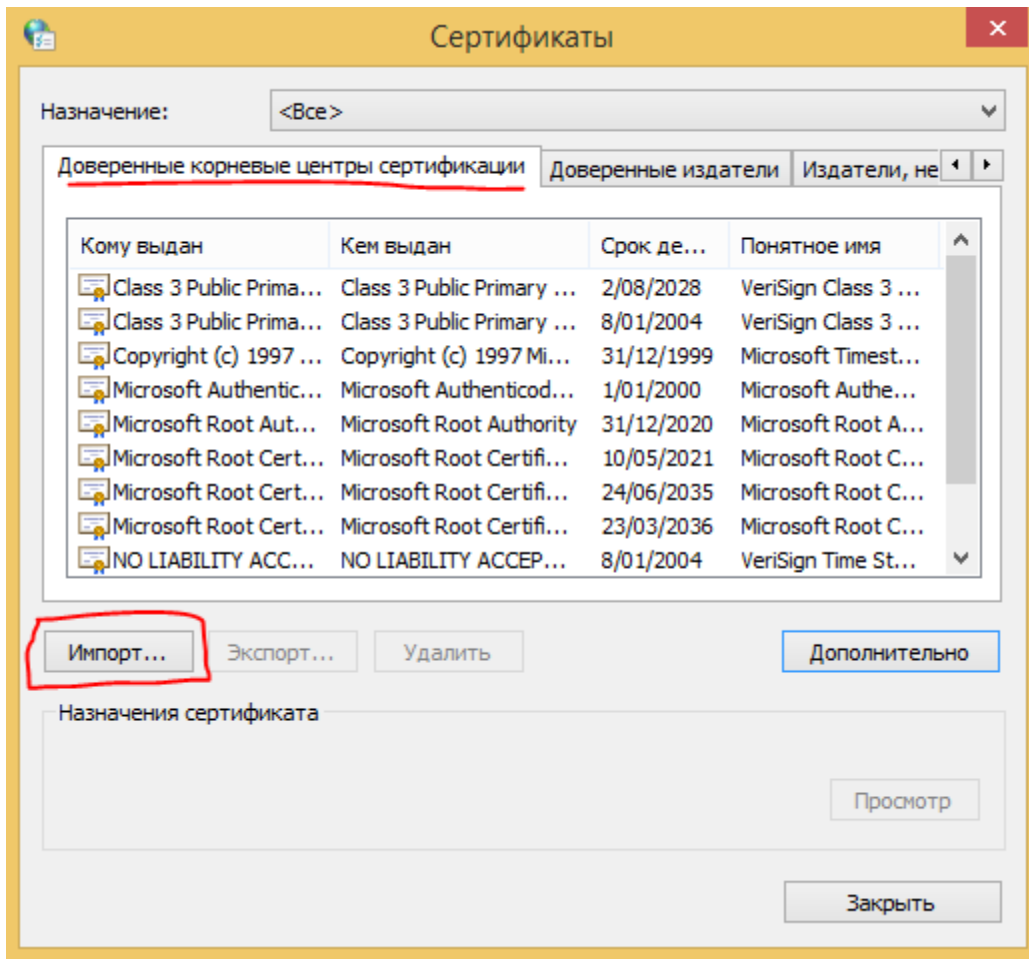 Сертификаты
Назначение: <Все>
Доверенные корневые центры сертификации Доверенные издатели Издатели, не
Кому выдан Кем выдан Срок де... Понятное имя
Class 3 Public Prima... Class 3 Public Primary ... 2/08/2028 VeriSign Class 3 ...
Class 3 Public Prima... Class 3 Public Primary ... 8/01/2004 VeriSign Class 3 ...
Copyright (c) 1997 ... Copyright (c) 1997 Mi... 31/12/1999 Microsoft Timest...
Microsoft Authentic... Microsoft Authenticod... 1/01/2000 Microsoft Authe...
Microsoft Root Aut... Microsoft Root Authority 31/12/2020 Microsoft Root A...
Microsoft Root Cert... Microsoft Root Certifi... 10/05/2021 Microsoft Root C...
Microsoft Root Cert... Microsoft Root Certifi... 24/06/2035 Microsoft Root C...
Microsoft Root Cert... Microsoft Root Certifi... 23/03/2036 Microsoft Root C...
NO LIABILITY ACC... NO LIABILITY ACCEP... 8/01/2004 VeriSign Time St...
Импорт... Экспорт... Удалить Дополнительно
Назначения сертификата
Просмотр
Закрыть